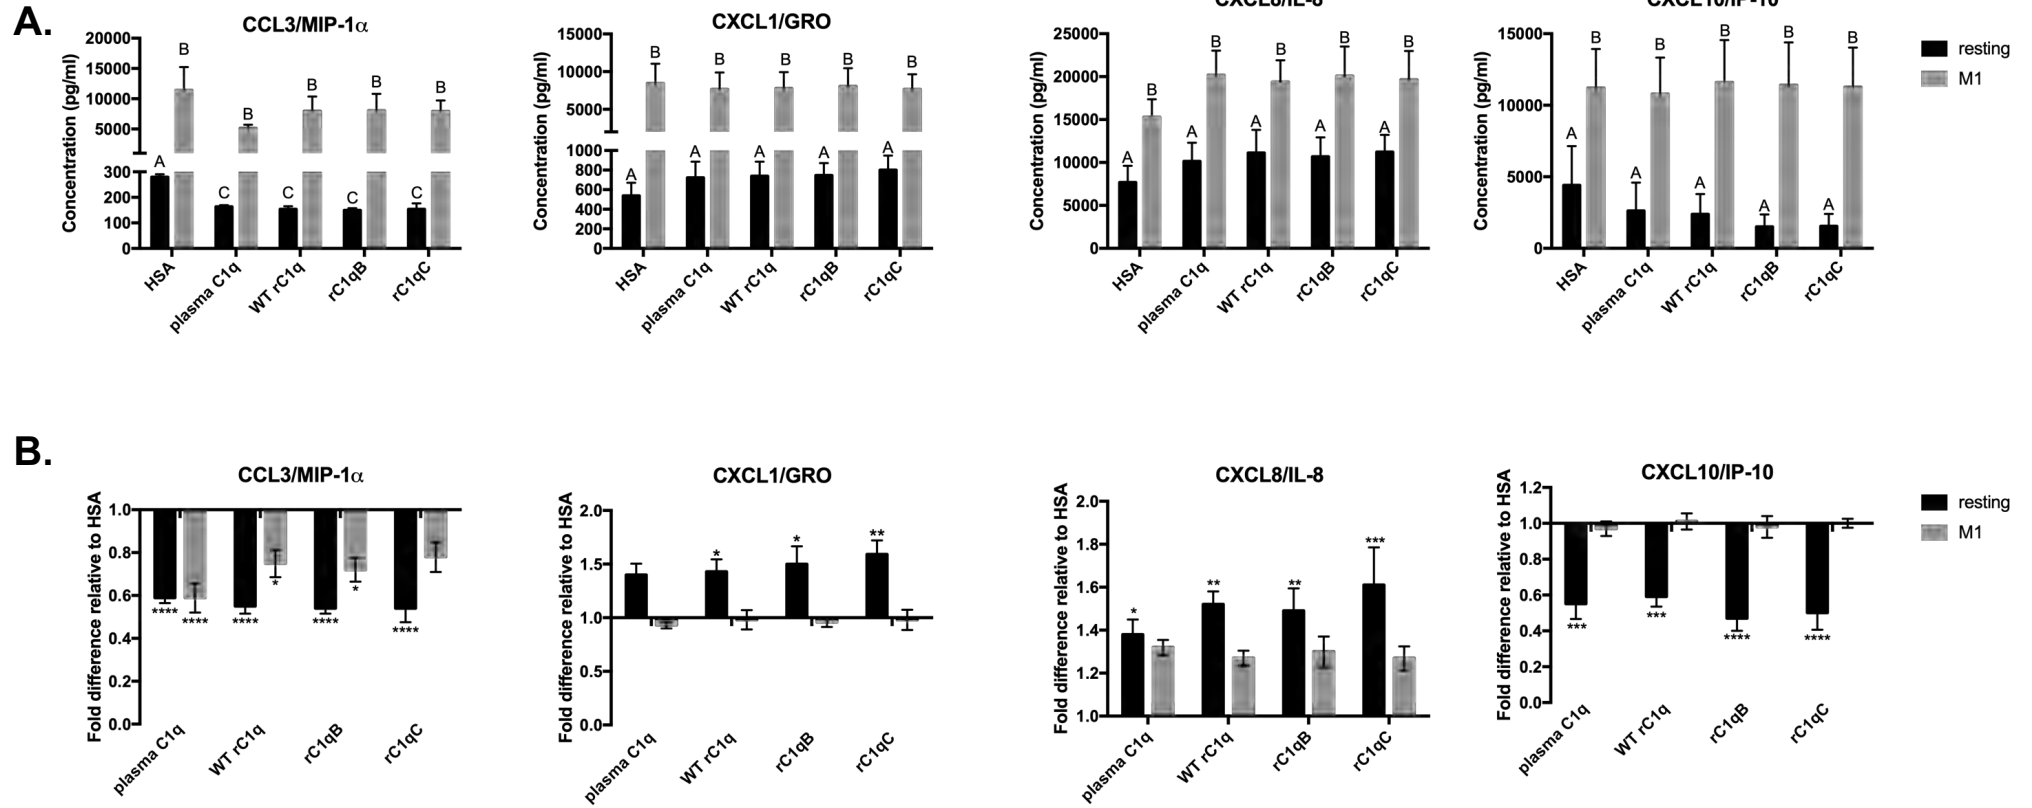 A.
CCL3/MIP-1α
CXCL1/GRO
CXCL8/IL-8
CXCL10/IP-10
Concentration (pg/ml)
20000
15000
10000
5000
300
200
100
0
B
B
B
B
B
A
C
C
C
C
HSA
plasma C1q
WT rC1q
rC1qB
rC1qC
Concentration (pg/ml)
15000
10000
5000
1000
800
600
400
200
0
B
B
B
B
B
A
A
A
A
A
HSA
plasma C1q
WT rC1q
rC1qB
rC1qC
Concentration (pg/ml)
25000
20000
15000
10000
5000
0
B
B
B
B
B
A
A
A
A
A
HSA
plasma C1q
WT rC1q
rC1qB
rC1qC
Concentration (pg/ml)
15000
10000
5000
0
B
B
B
B
B
A
A
A
A
A
HSA
plasma C1q
WT rC1q
rC1qB
rC1qC
resting
M1
B.
CCL3/MIP-1α
Fold difference relative to HSA
1.0
0.8
0.6
0.4
0.2
0.0
****
****
****
*
****
*
****
plasma C1q
WT rC1q
rC1qB
rC1qC
CXCL1/GRO
Fold difference relative to HSA
2.0
1.5
1.0
0.5
0.0
*
*
**
plasma C1q
WT rC1q
rC1qB
rC1qC
CXCL8/IL-8
Fold difference relative to HSA
2.0
1.8
1.6
1.4
1.2
1.0
*
**
**
***
plasma C1q
WT rC1q
rC1qB
rC1qC
CXCL10/IP-10
Fold difference relative to HSA
1.2
1.0
0.8
0.6
0.4
0.2
0.0
***
***
****
****
plasma C1q
WT rC1q
rC1qB
rC1qC
resting
M1